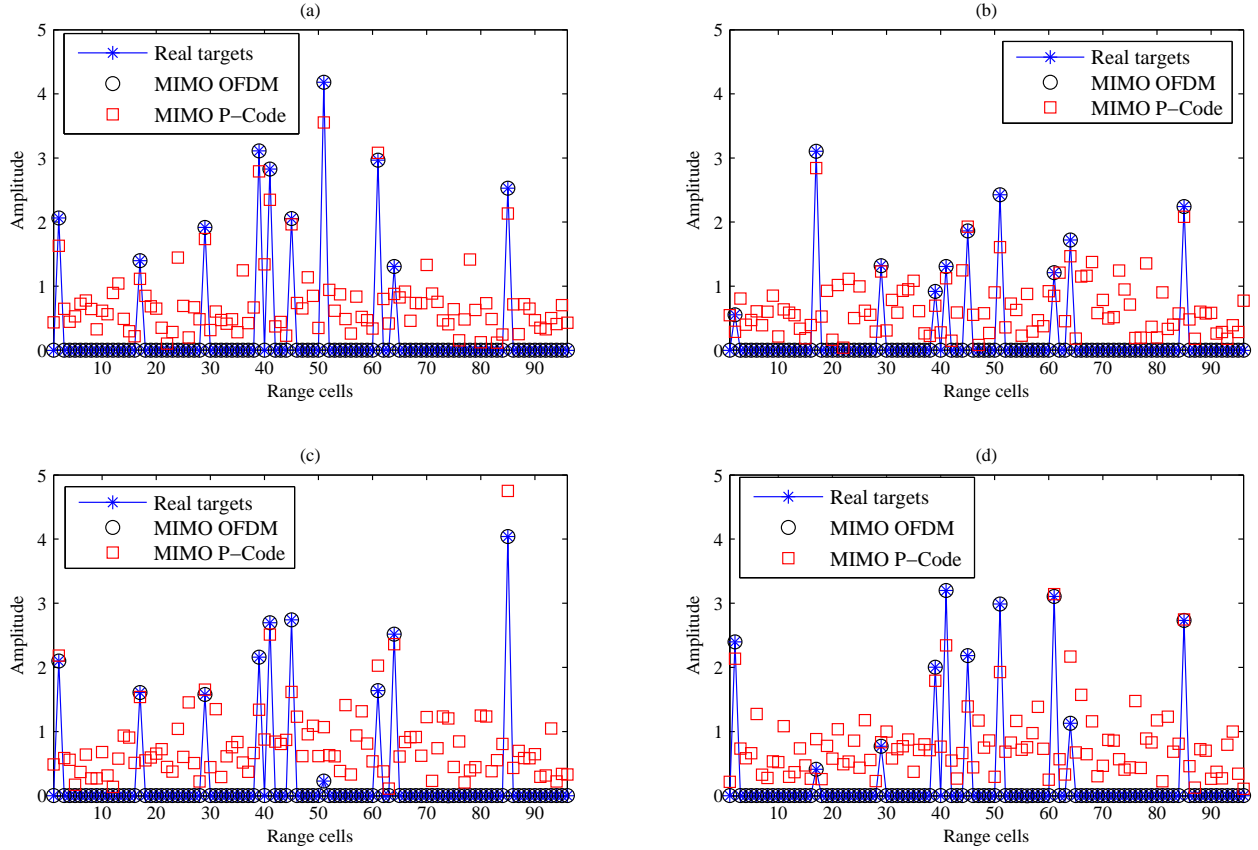 (a)
5
4
3
2
1
0
Amplitude
10 20 30 40 50 60 70 80 90
Range cells
Real targets
MIMO OFDM
MIMO P−Code
(b)
5
4
3
2
1
0
Amplitude
10 20 30 40 50 60 70 80 90
Range cells
Real targets
MIMO OFDM
MIMO P−Code
(c)
5
4
3
2
1
0
Amplitude
10 20 30 40 50 60 70 80 90
Range cells
Real targets
MIMO OFDM
MIMO P−Code
(d)
5
4
3
2
1
0
Amplitude
10 20 30 40 50 60 70 80 90
Range cells
Real targets
MIMO OFDM
MIMO P−Code